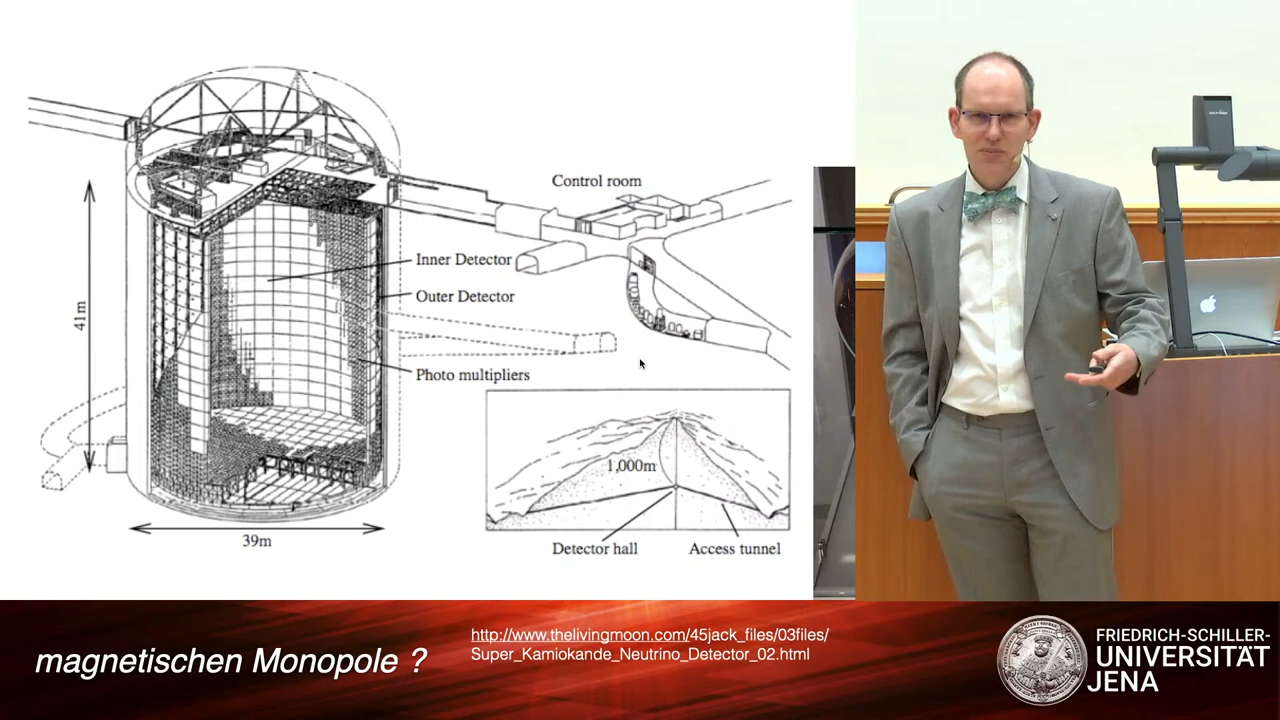 Control room
Inner Detector
Outer Detector
41m
Photo multipliers
1,000m
39m
Detector hall
Access tunnel
magnetischen Monopole ?
http://www.thelivingmoon.com/45jack_files/03files/
Super_Kamiokande_Neutrino_Detector_02.html
FRIEDRICH-SCHILLER-
UNIVERSITÄT
JENA